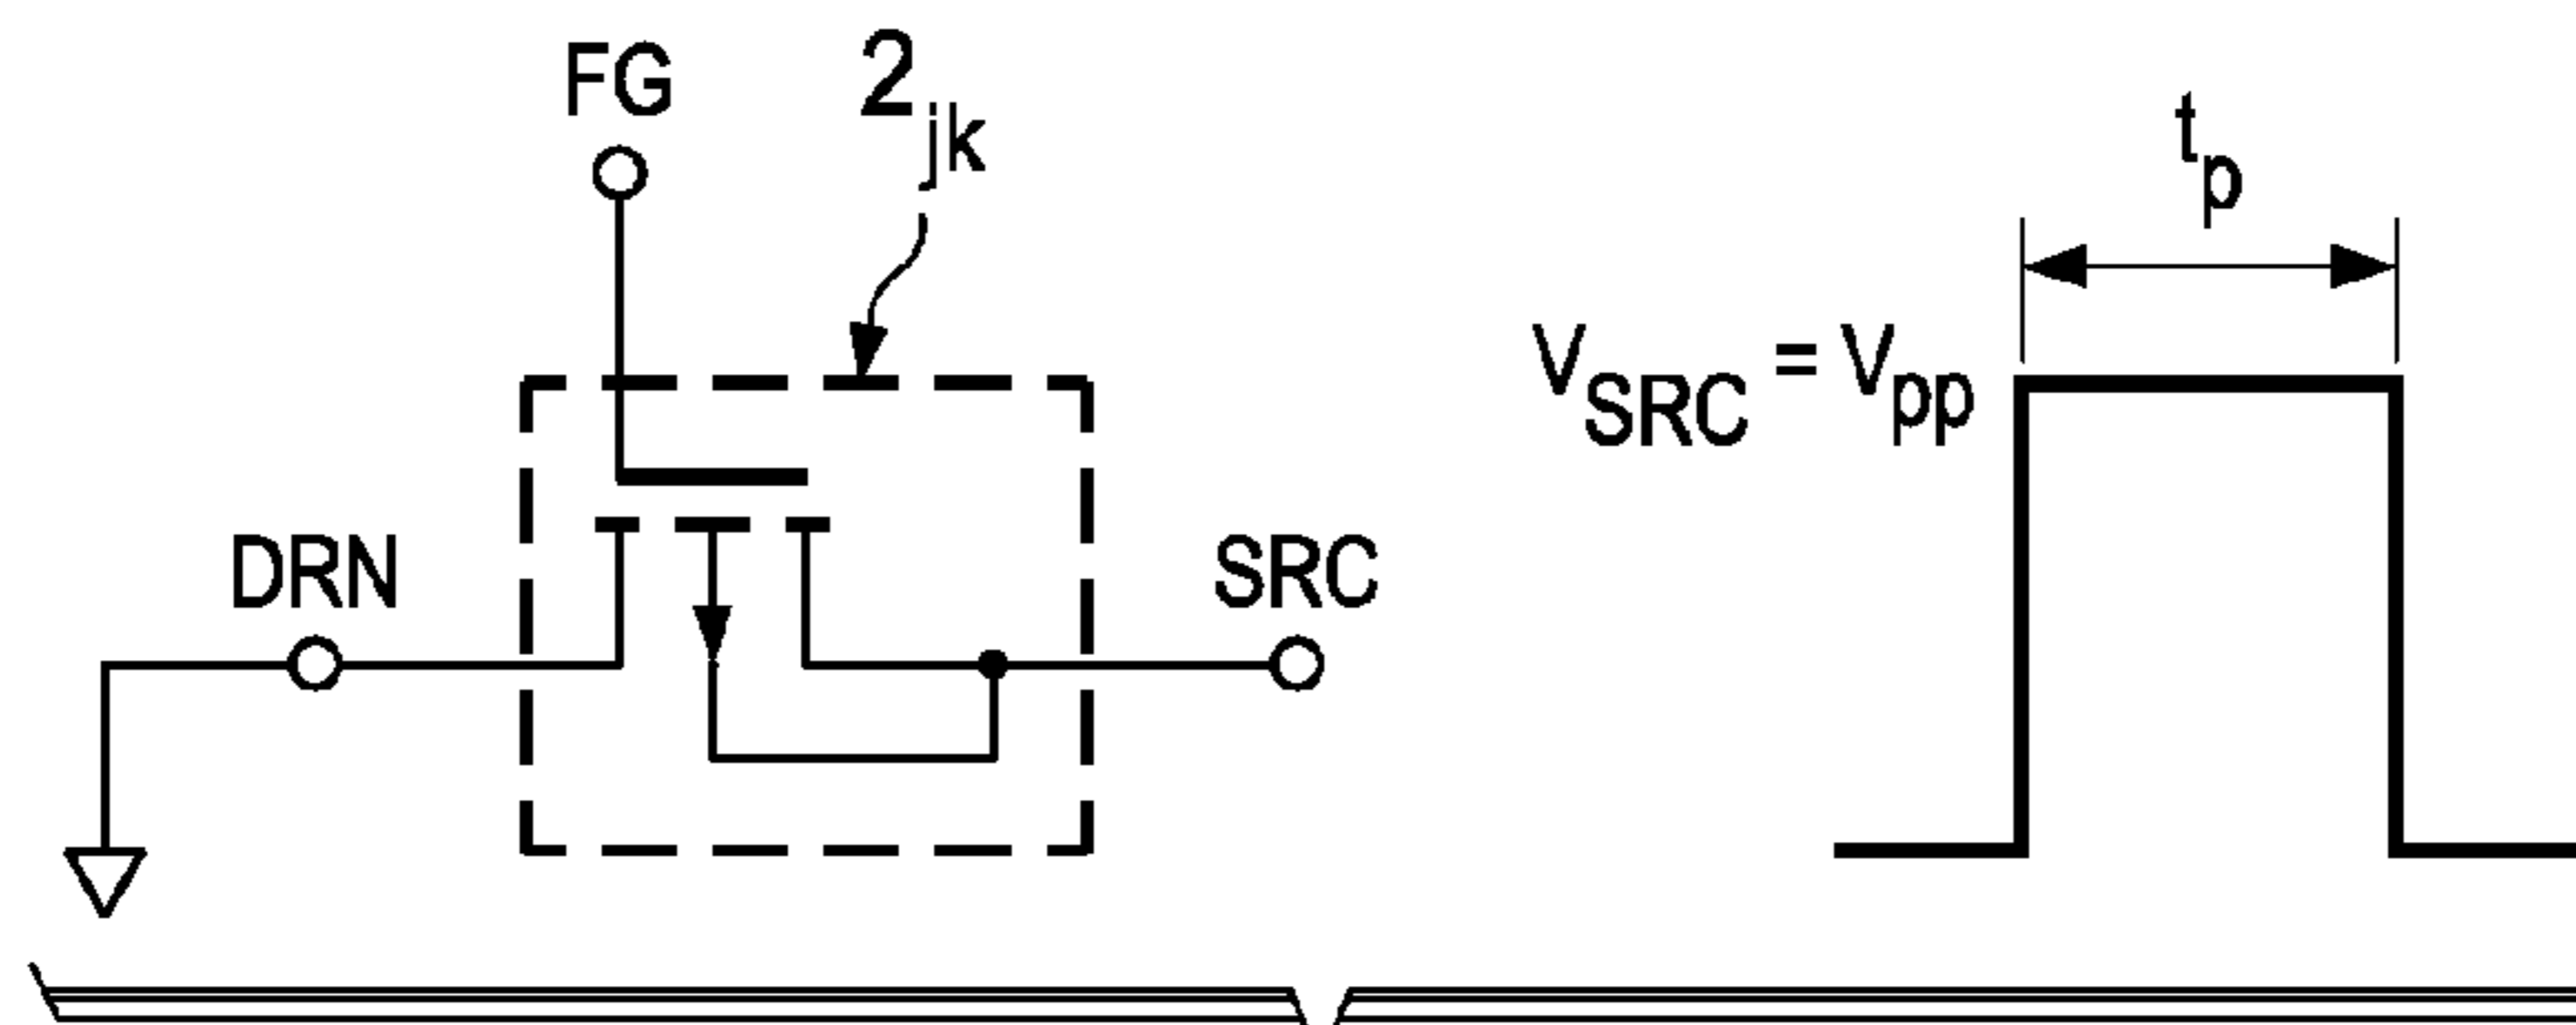 FG
2jk
tp
VSRC = Vpp
DRN
SRC